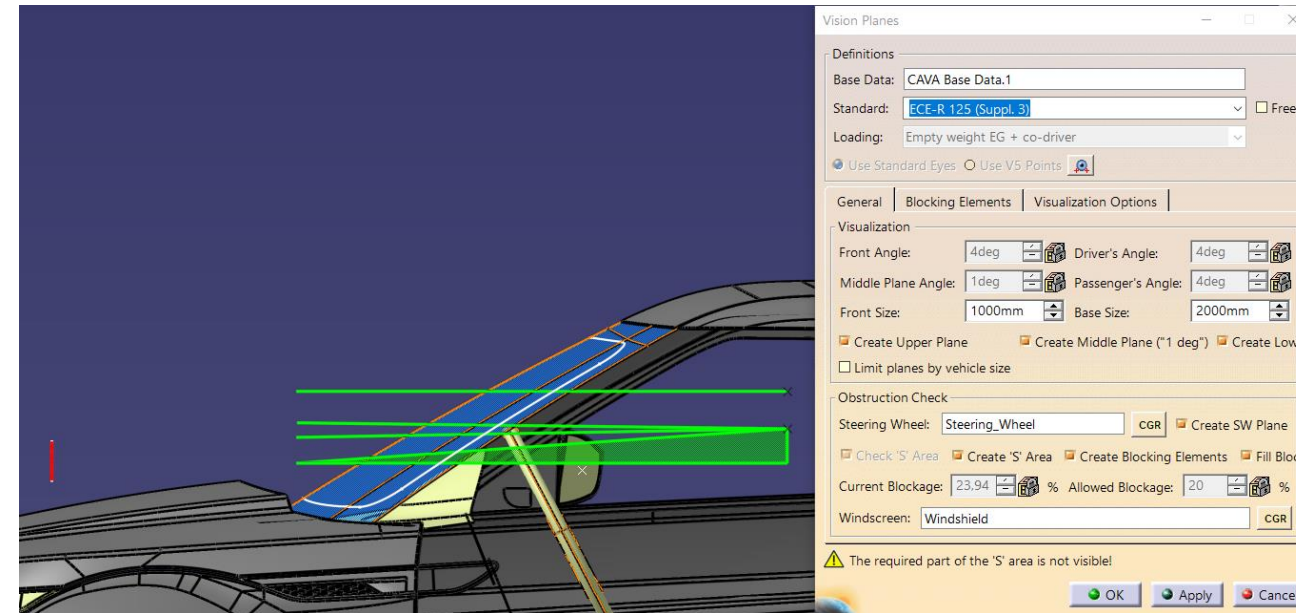 Vision Planes
Definitions
Base Data: CAVA Base Data.1
Standard: ECE-R 125 (Suppl. 3) Free
Loading: Empty weight EG + co-driver
Use Standard Eyes Use V5 Points
General Blocking Elements Visualization Options
Visualization
Front Angle: 4deg Driver's Angle: 4deg
Middle Plane Angle: 1deg Passenger's Angle: 4deg
Front Size: 1000mm Base Size: 2000mm
Create Upper Plane Create Middle Plane ("1 deg") Create Low
Limit planes by vehicle size
Obstruction Check
Steering Wheel: Steering_Wheel CGR Create SW Plane
Check 'S' Area Create 'S' Area Create Blocking Elements Fill Bloc
Current Blockage: 23,94 % Allowed Blockage: 20 %
Windscreen: Windshield CGR
The required part of the 'S' area is not visible!
OK Apply Cance